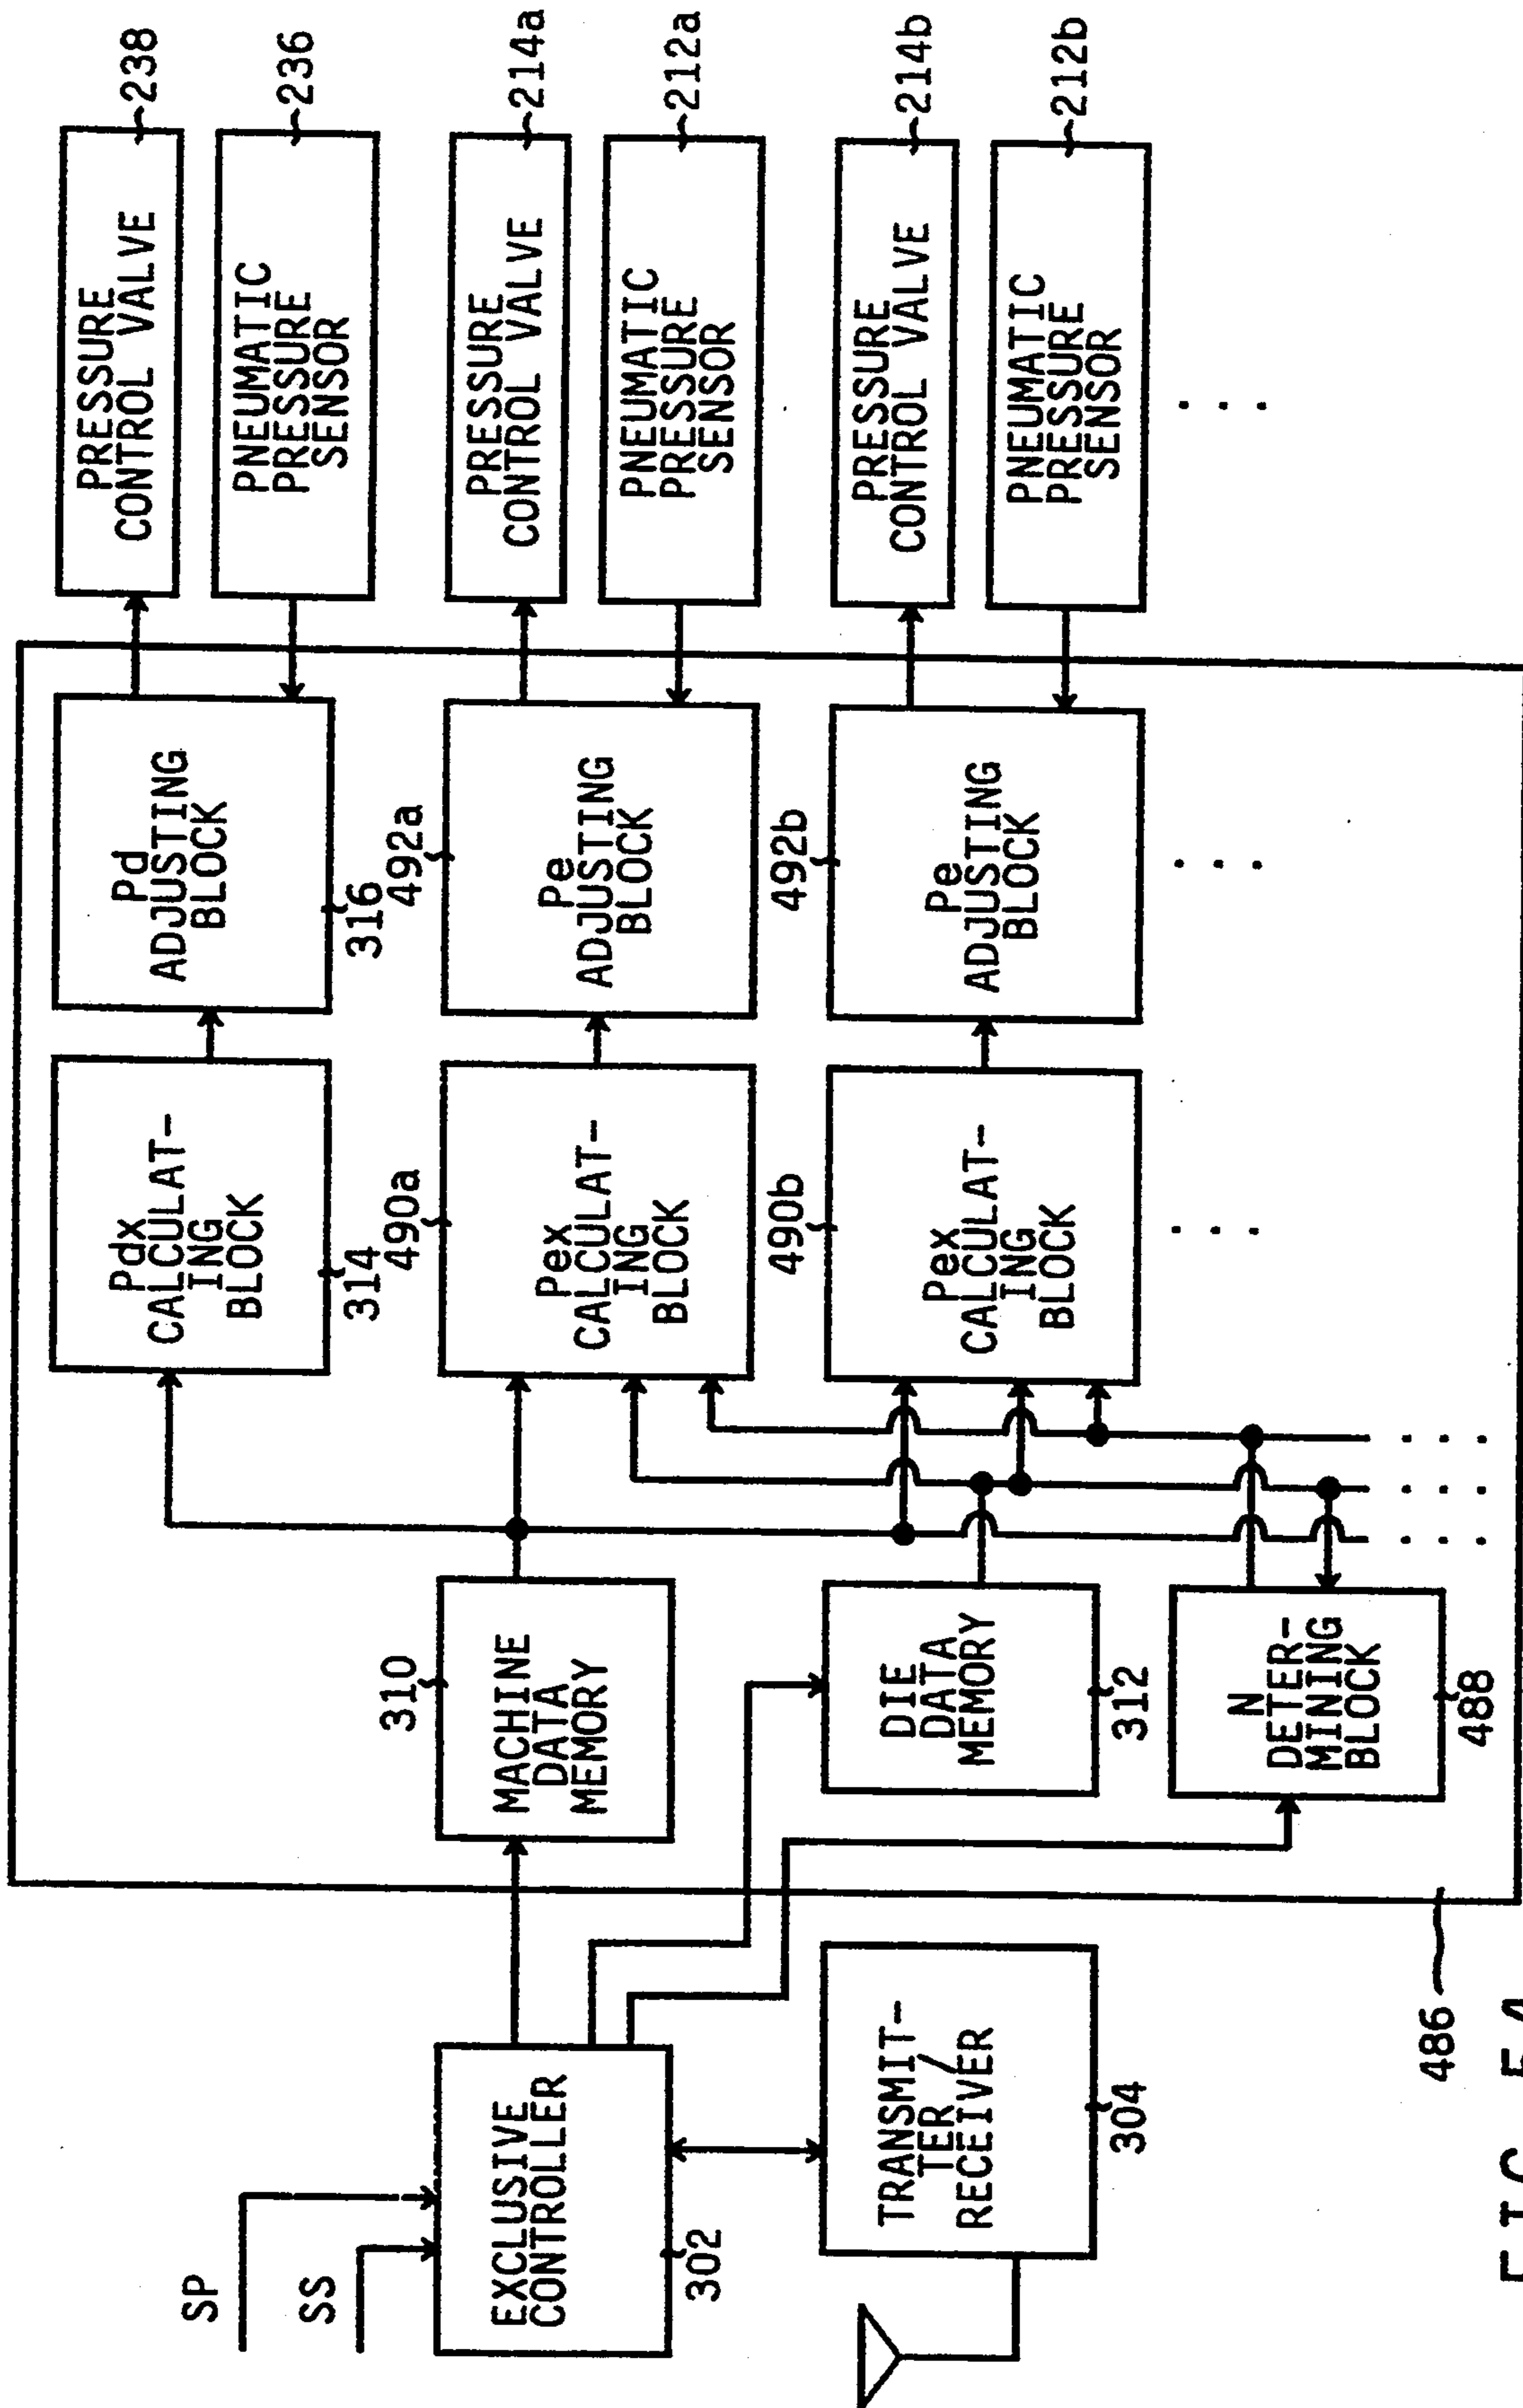 SP
SS
EXCLUSIVE
CONTROLLER
302
TRANSMIT-
TER /
RECEIVER
304
486
310
MACHINE
DATA
MEMORY
DIE
DATA
MEMORY
312
N
DETER-
MINING
BLOCK
488
Pdx
CALCULAT-
ING
BLOCK
314
490a
Pex
CALCULAT-
ING
BLOCK
490b
Pex
CALCULAT-
ING
BLOCK
. . .
. . .
. . .
. . .
Pd
ADJUSTING
BLOCK
316
492a
Pe
ADJUSTING
BLOCK
492b
Pe
ADJUSTING
BLOCK
. . .
PRESSURE
CONTROL VALVE
238
PNEUMATIC
PRESSURE
SENSOR
236
PRESSURE
CONTROL VALVE
214a
PNEUMATIC
PRESSURE
SENSOR
212a
PRESSURE
CONTROL VALVE
214b
PNEUMATIC
PRESSURE
SENSOR
212b
. . .